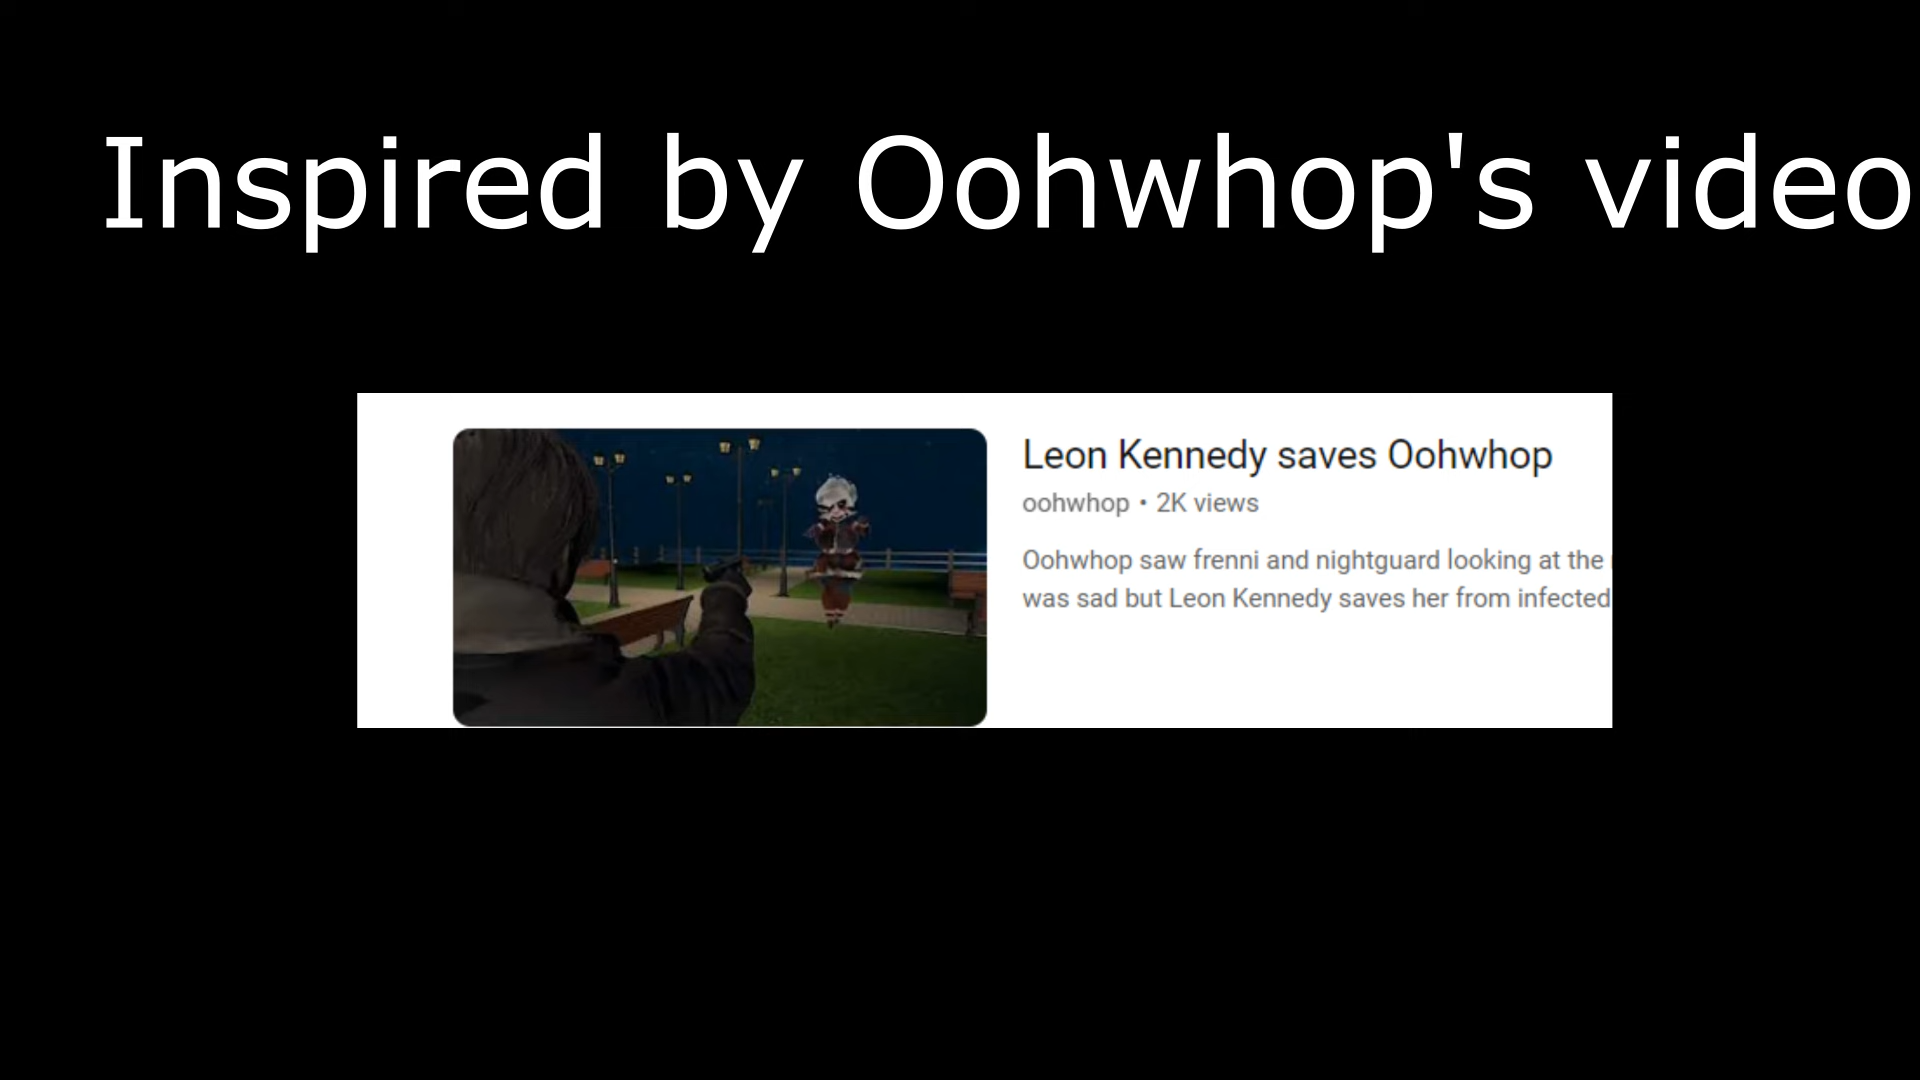 Inspired by Oohwhop's video
Leon Kennedy saves Oohwhop
oohwhop • 2K views
Oohwhop saw frenni and nightguard looking at the
was sad but Leon Kennedy saves her from infected